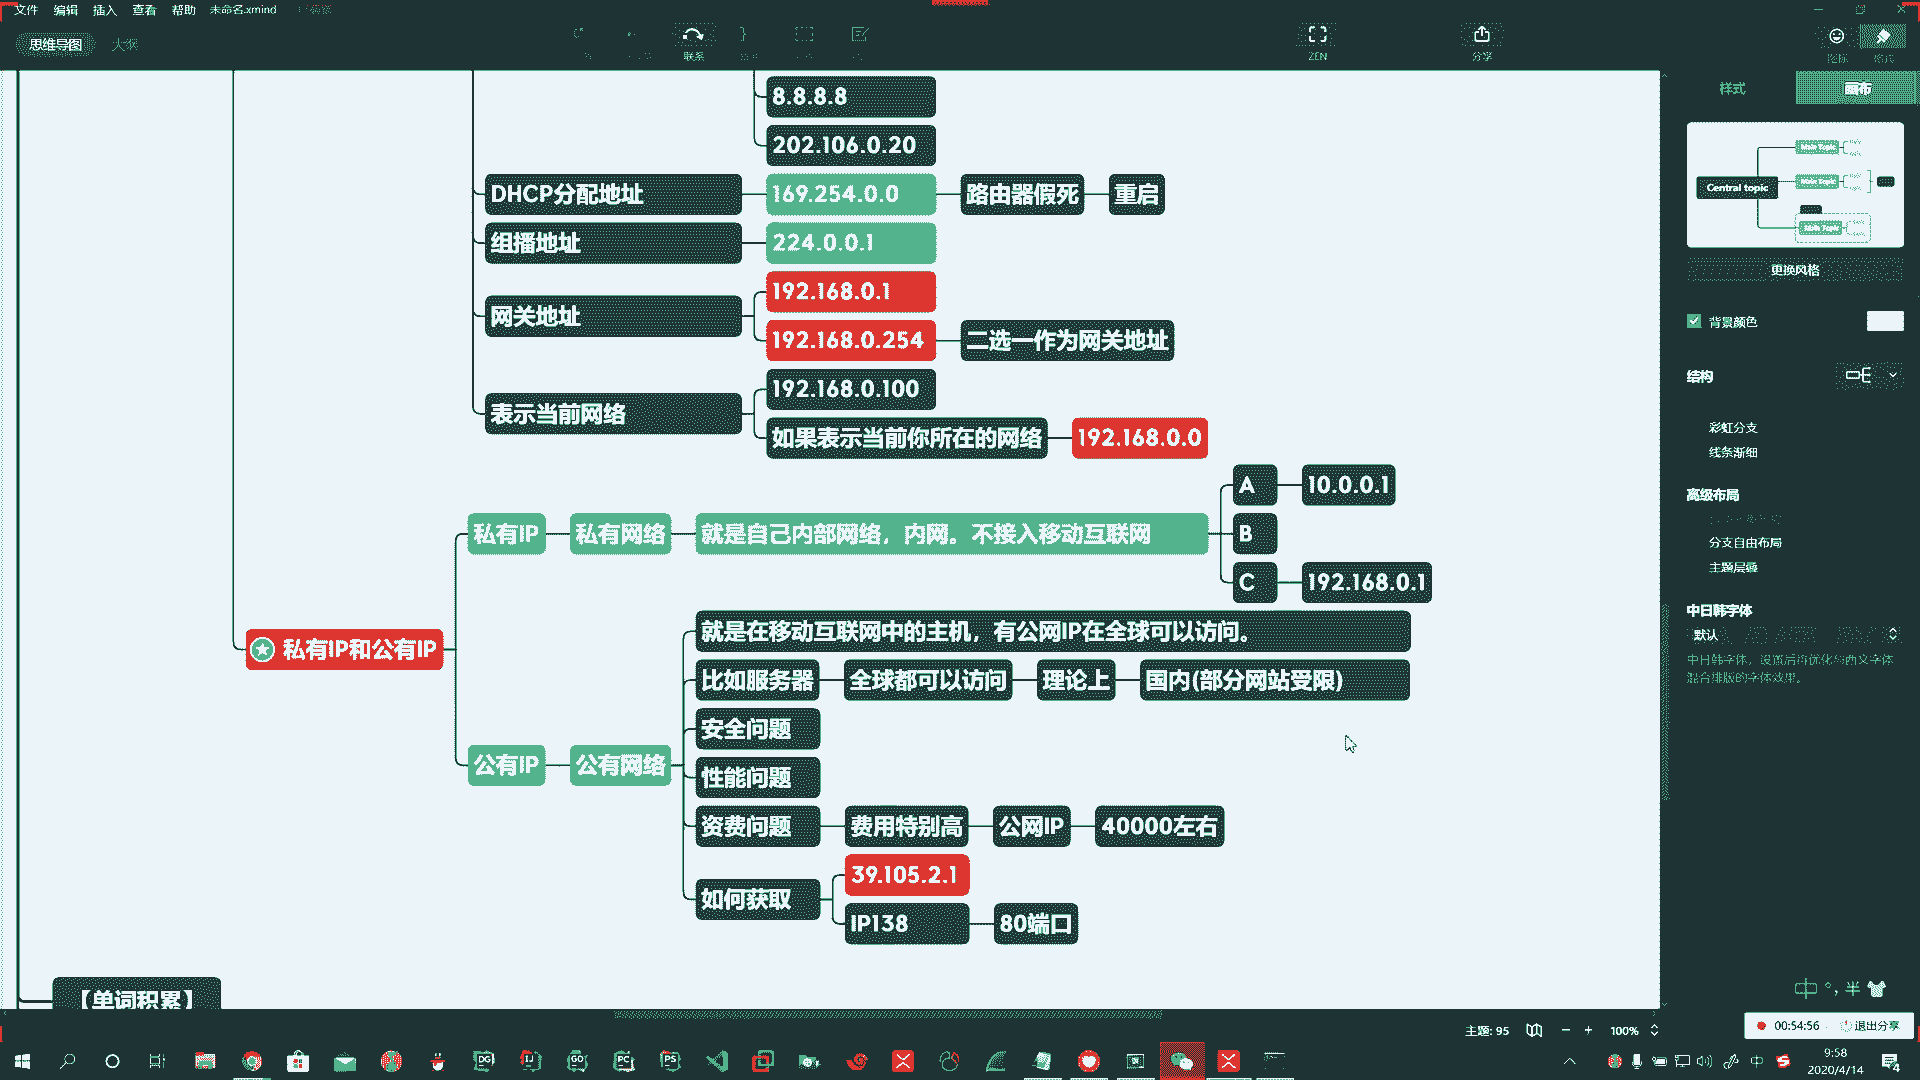 文件 编辑 插入 查看 帮助 未命名.xmind
思维导图 大纲
联系
ZEN
分享
样式
画布
8.8.8.8
202.106.0.20
DHCP分配地址 169.254.0.0 路由器假死 重启
组播地址 224.0.0.1
网关地址
192.168.0.1
192.168.0.254 二选一作为网关地址
表示当前网络
192.168.0.100
如果表示当前你所在的网络 192.168.0.0
私有IP和公有IP
私有IP 私有网络 就是自己内部网络，内网。不接入移动互联网
A 10.0.0.1
B
C 192.168.0.1
公有IP 公有网络
就是在移动互联网中的主机，有公网IP在全球可以访问。
比如服务器 全球都可以访问 理论上 国内(部分网站受限)
安全问题
性能问题
资费问题 费用特别高 公网IP 40000左右
如何获取
39.105.2.1
IP138 80端口
【单词积累】
Central topic
更换风格
背景颜色
结构
彩虹分支
线条渐细
高级布局
分支自由布局
主题层叠
中日韩字体
默认
中日韩字体，设置后将优化与西文字体
混合排版的字体效果。
中 °, 半
主题: 95
100%
00:54:56 退出分享
DG IJ GO PC PS
中
9:58
2020/4/14
4